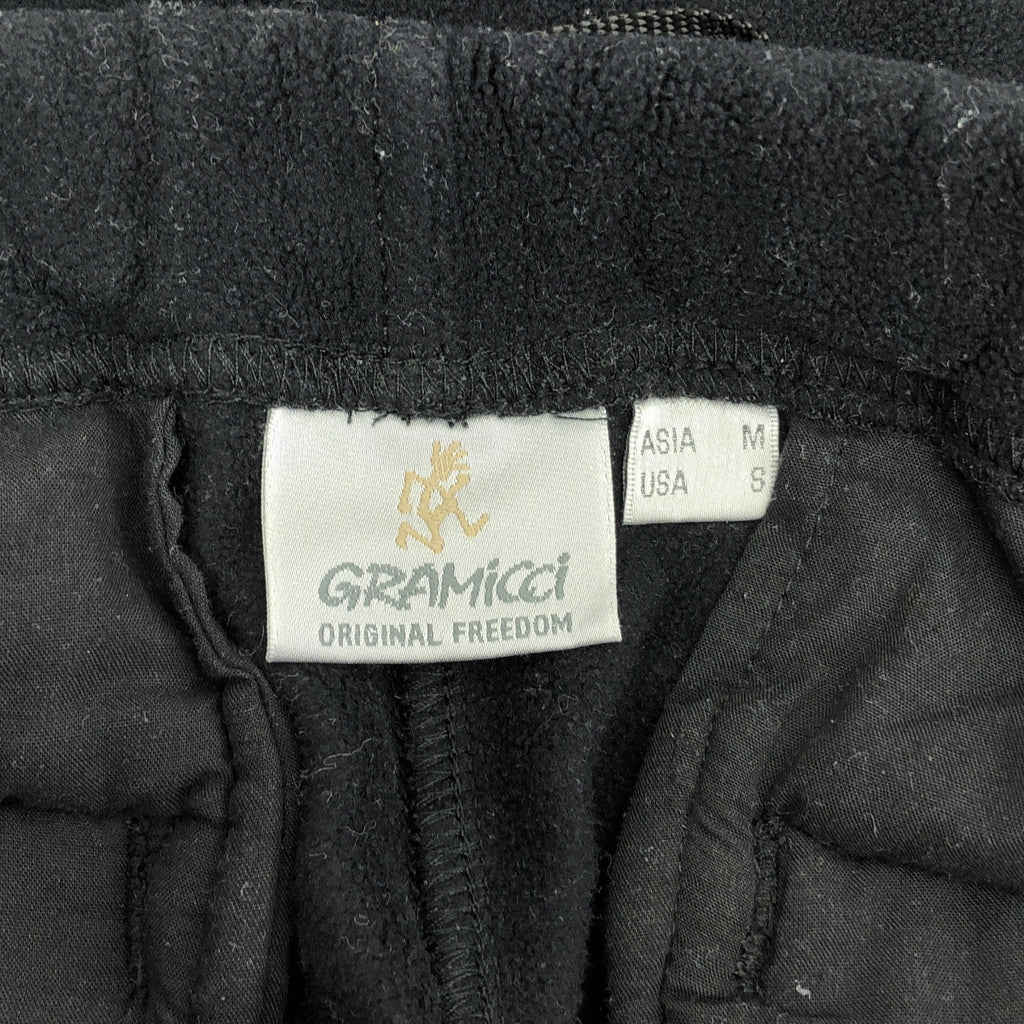 GRAMiCCi
ORIGINAL FREEDOM
ASIA M
USA S